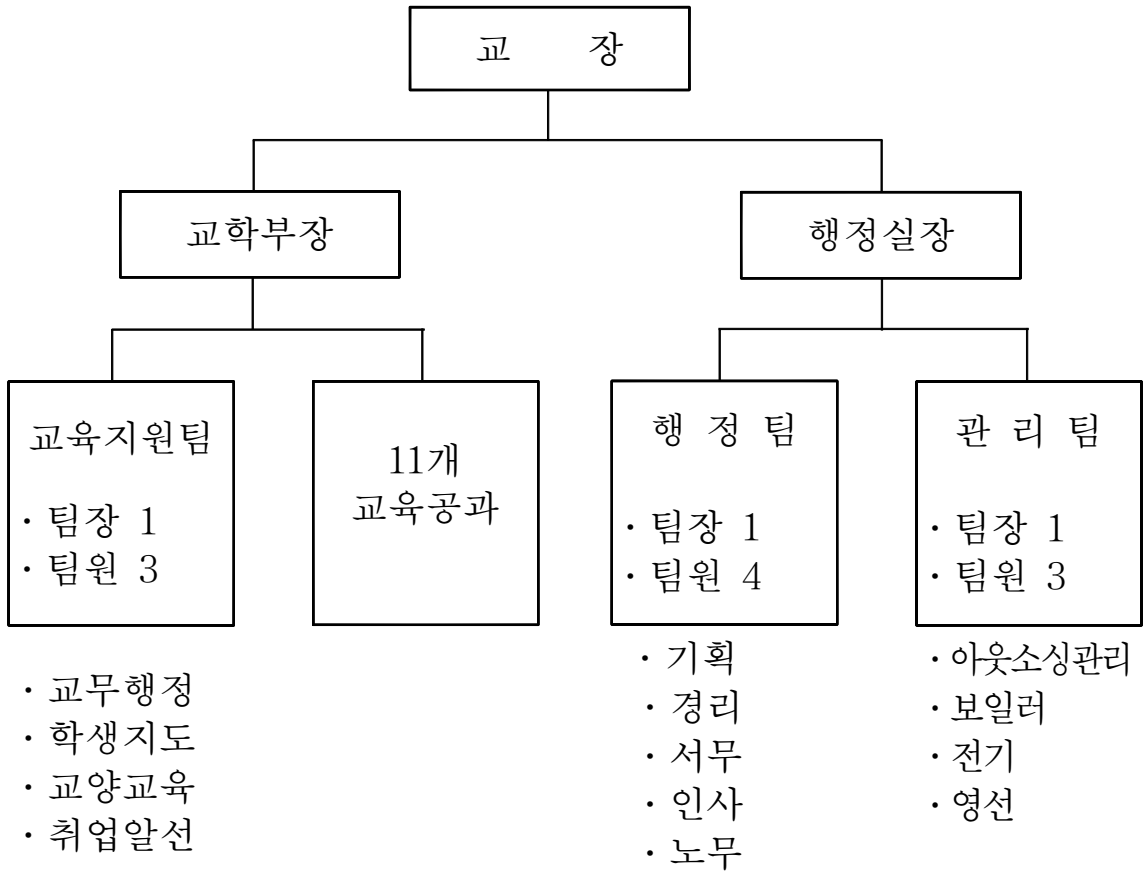 교 장
교학부장
행정실장
교육지원팀
· 팀장 1
· 팀원 3
· 교무행정
· 학생지도
· 교양교육
· 취업알선
11개
교육공과
행 정 팀
· 팀장 1
· 팀원 4
· 기획
· 경리
· 서무
· 인사
· 노무
관 리 팀
· 팀장 1
· 팀원 3
· 아웃소싱관리
· 보일러
· 전기
· 영선